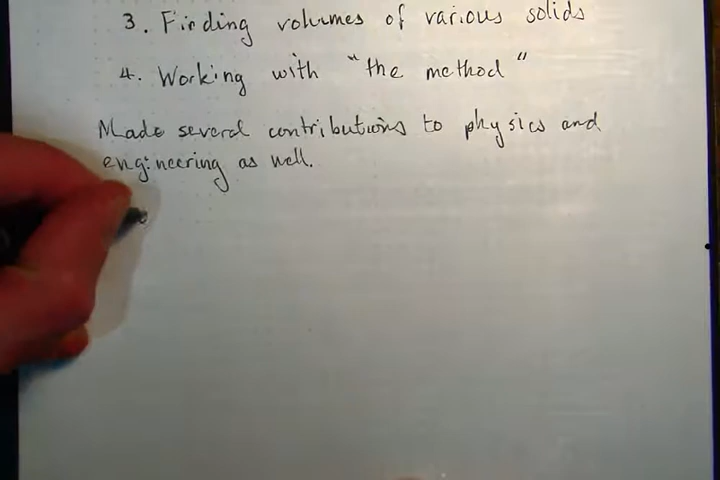 3. Finding volumes of various solids
4. Working with "the method"
Made several contributions to physics and
engineering as well.